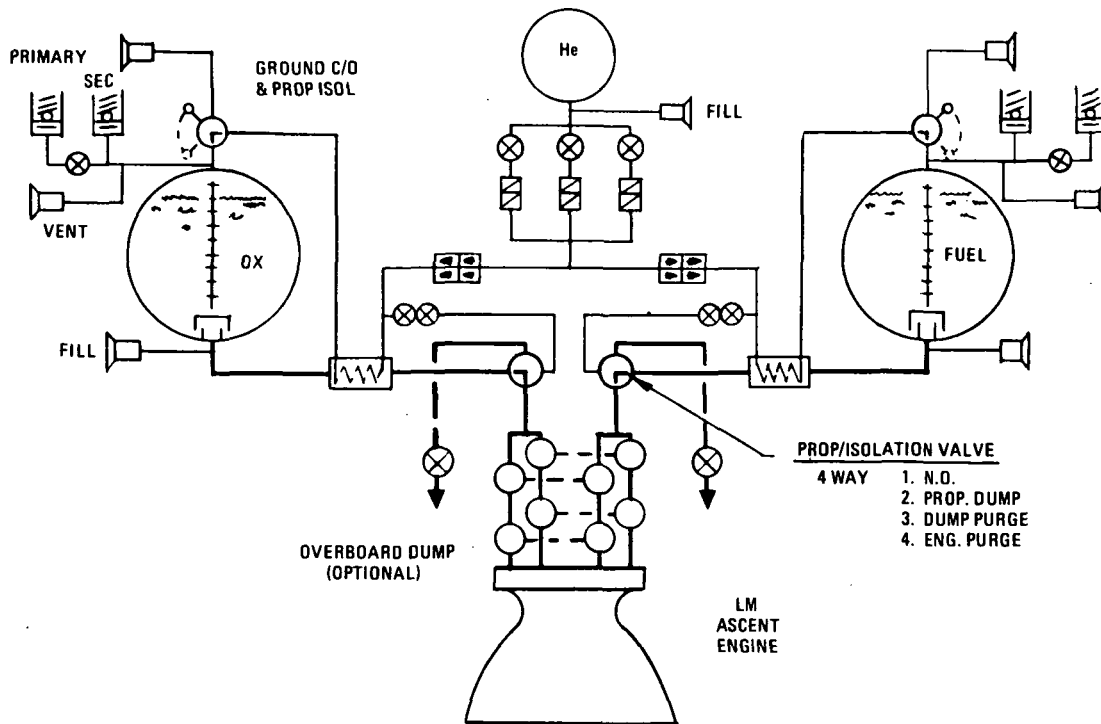 He
PRIMARY
SEC
GROUND C/O
& PROP ISOL
FILL
VENT
OX
FUEL
FILL
PROP/ISOLATION VALVE
4 WAY 1. N.O.
2. PROP. DUMP
3. DUMP PURGE
4. ENG. PURGE
OVERBOARD DUMP
(OPTIONAL)
LM
ASCENT
ENGINE